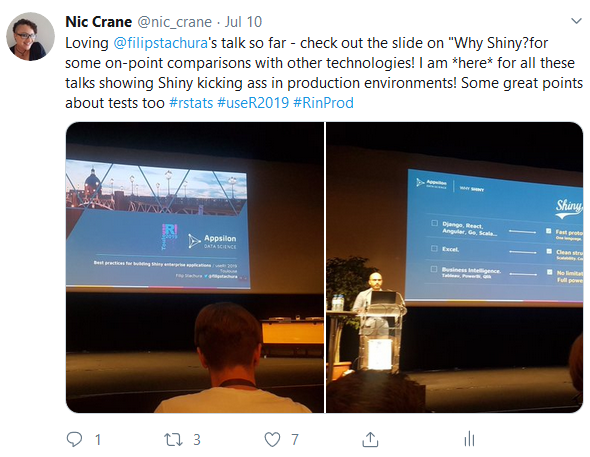 Nic Crane @nic_crane · Jul 10
Loving @filipstachura's talk so far - check out the slide on "Why Shiny?for
some on-point comparisons with other technologies! I am *here* for all these
talks showing Shiny kicking ass in production environments! Some great points
about tests too #rstats #useR2019 #RinProd
Appsilon
DATA SCIENCE
Best practices for building Shiny enterprise applications - useR! 2019
Toulouse
Filip Stachura @filipstachura
Appsilon
DATA SCIENCE
WHY SHINY
Shiny
Django, React,
Angular, Go, Scala...
Fast proto
One language.
Excel.
Clean stru
Scalability.
Business Intelligence.
Tableau, PowerBI, Qlik
No limitat
Full powe
1
3
7